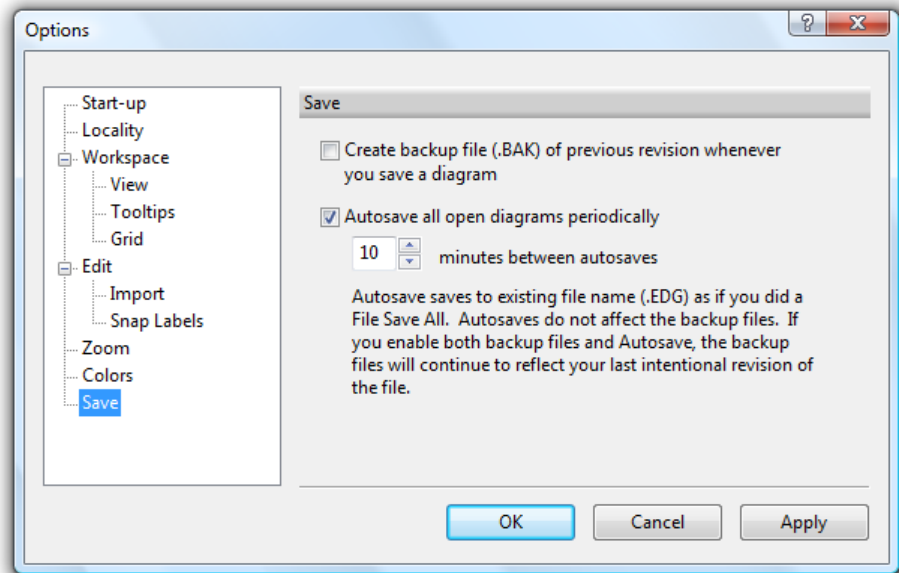 Options
Start-up
Locality
Workspace
View
Tooltips
Grid
Edit
Import
Snap Labels
Zoom
Colors
Save
Save
Create backup file (.BAK) of previous revision whenever
you save a diagram
Autosave all open diagrams periodically
10 minutes between autosaves
Autosave saves to existing file name (.EDG) as if you did a
File Save All. Autosaves do not affect the backup files. If
you enable both backup files and Autosave, the backup
files will continue to reflect your last intentional revision of
the file.
OK Cancel Apply